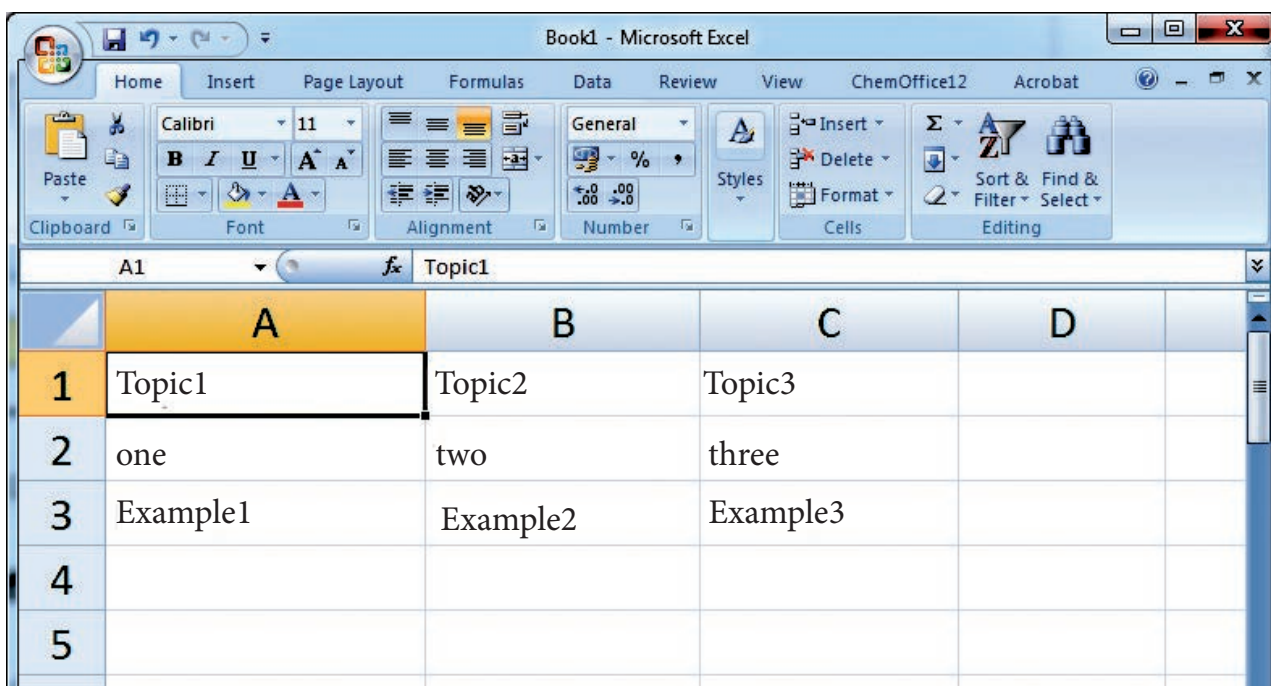 Book1 - Microsoft Excel
Home Insert Page Layout Formulas Data Review View ChemOffice12 Acrobat
Calibri 11 General Σ Insert
B I U A A % , Delete
Paste Styles Format Sort & Filter Find & Select
Clipboard Font Alignment Number Cells Editing
A1 fx Topic1
A B C D
1 Topic1 Topic2 Topic3
2 one two three
3 Example1 Example2 Example3
4
5